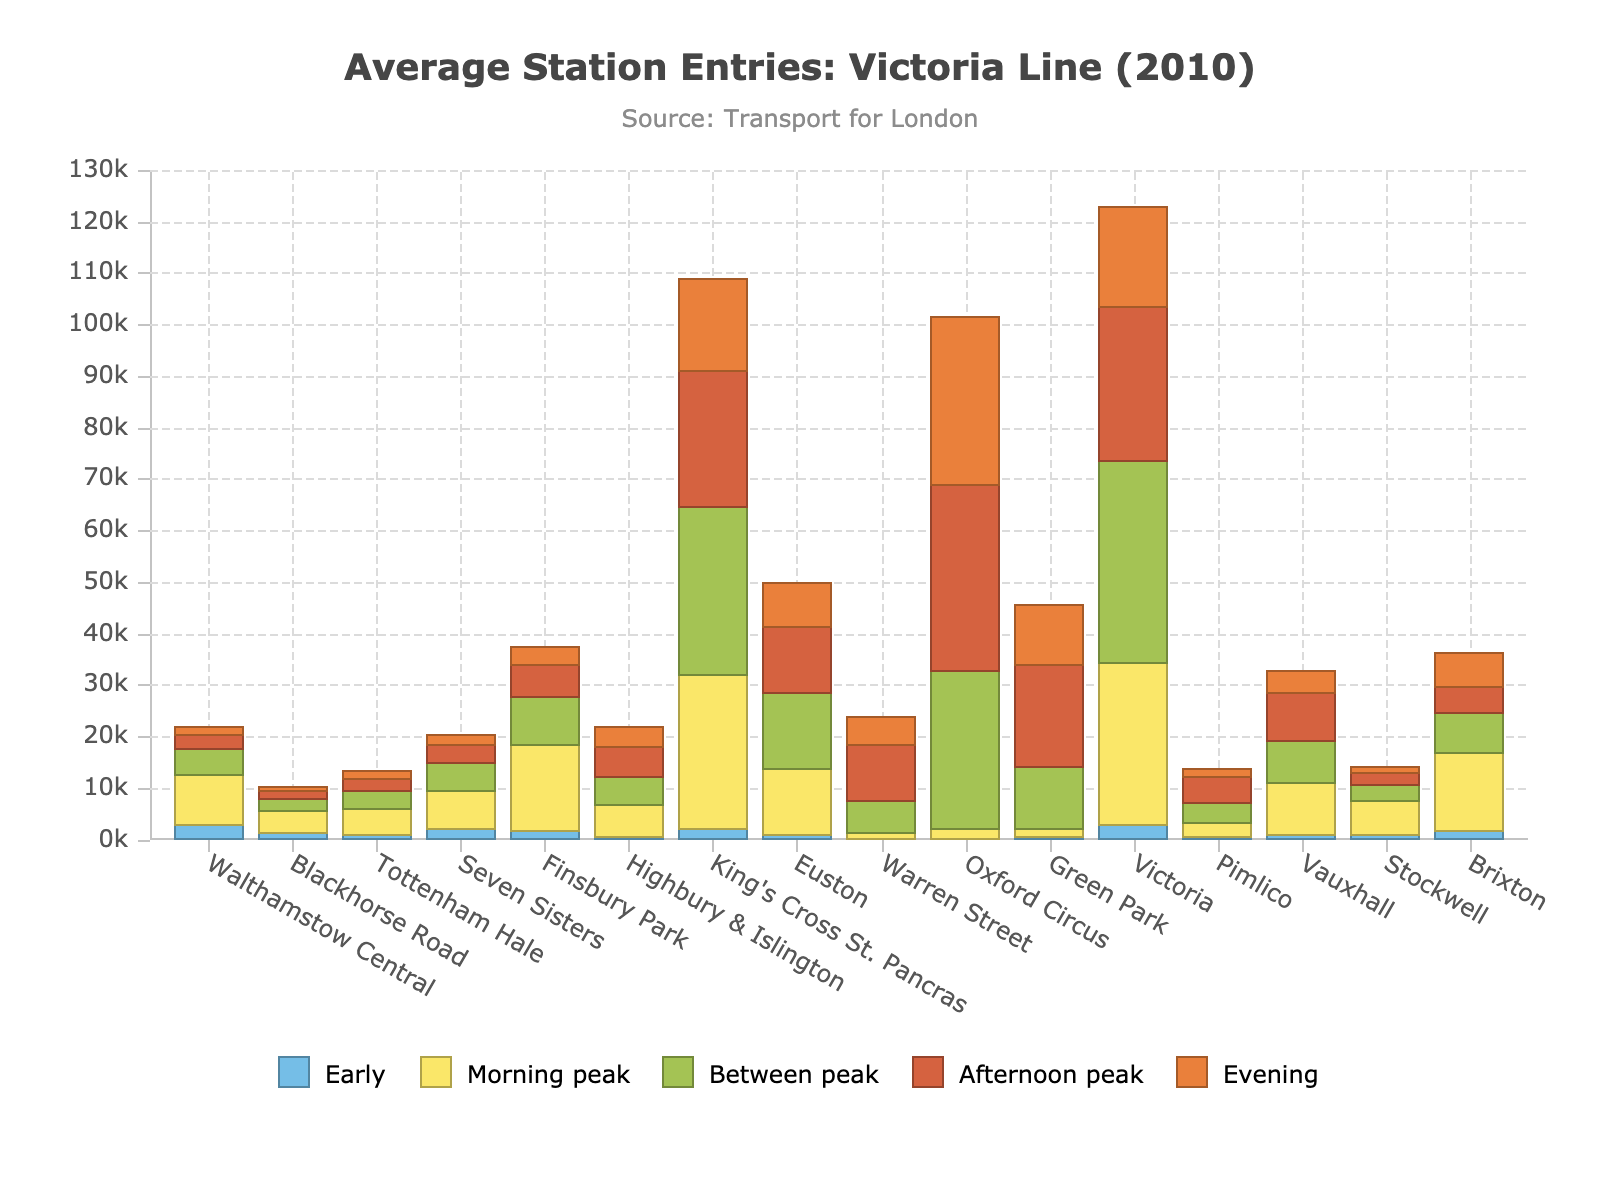 Average Station Entries: Victoria Line (2010)
Source: Transport for London
130k
120k
110k
100k
90k
80k
70k
60k
50k
40k
30k
20k
10k
0k
Walthamstow Central
Blackhorse Road
Tottenham Hale
Seven Sisters
Finsbury Park
Highbury & Islington
King's Cross St. Pancras
Euston
Warren Street
Oxford Circus
Green Park
Victoria
Pimlico
Vauxhall
Stockwell
Brixton
Early
Morning peak
Between peak
Afternoon peak
Evening